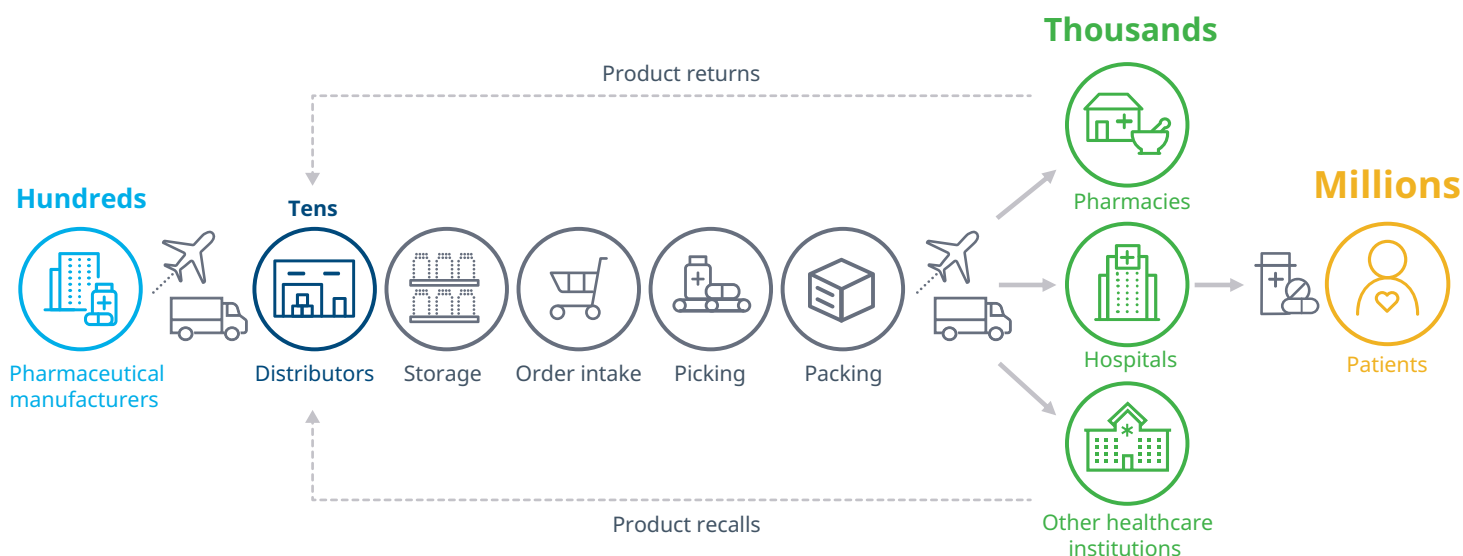 Thousands
Product returns
Pharmacies
Hundreds
Tens
Millions
Pharmaceutical
manufacturers
Distributors
Storage
Order intake
Picking
Packing
Hospitals
Patients
Product recalls
Other healthcare
institutions